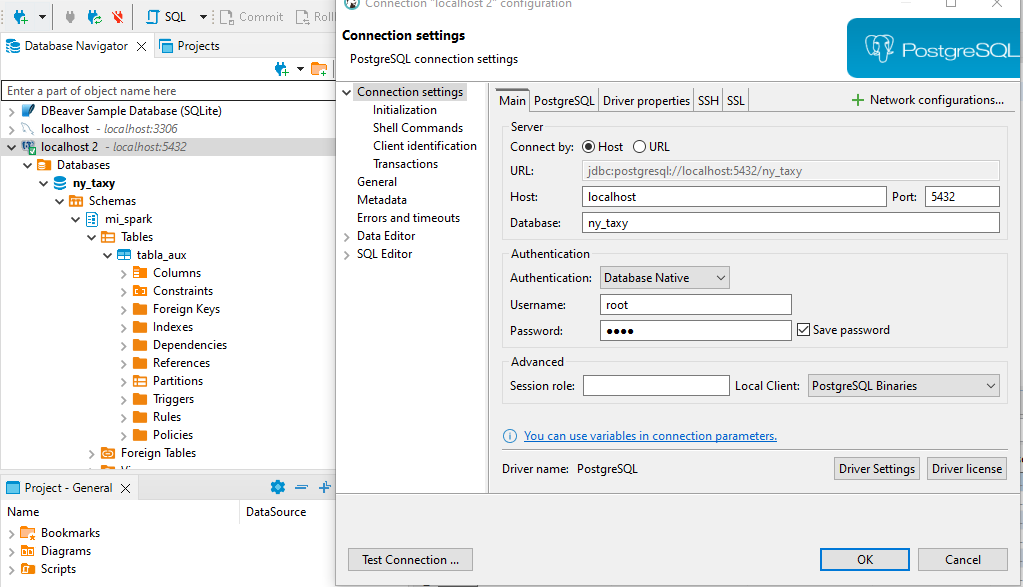 SQL
Commit
Roll
Database Navigator
Projects
Enter a part of object name here
DBeaver Sample Database (SQLite)
localhost - localhost:3306
localhost 2 - localhost:5432
Databases
ny_taxy
Schemas
mi_spark
Tables
tabla_aux
Columns
Constraints
Foreign Keys
Indexes
Dependencies
References
Partitions
Triggers
Rules
Policies
Foreign Tables
Project - General
Name DataSource
Bookmarks
Diagrams
Scripts
Connection "localhost 2" configuration
Connection settings
PostgreSQL connection settings
PostgreSQL
Connection settings
Initialization
Shell Commands
Client identification
Transactions
General
Metadata
Errors and timeouts
Data Editor
SQL Editor
Main PostgreSQL Driver properties SSH SSL
Network configurations...
Server
Connect by: Host URL
URL: jdbc:postgresql://localhost:5432/ny_taxy
Host: localhost Port: 5432
Database: ny_taxy
Authentication
Authentication: Database Native
Username: root
Password: ●●●● Save password
Advanced
Session role: Local Client: PostgreSQL Binaries
You can use variables in connection parameters.
Driver name: PostgreSQL
Driver Settings Driver license
Test Connection ... OK Cancel